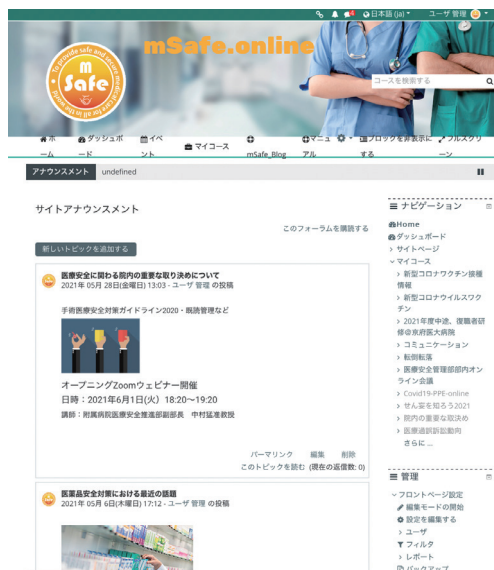 日本語 (ja)
ユーザ 管理
mSafe.online
To provide safe and secure medical care for all in the world
m
Safe
コースを検索する
ホーム
ダッシュボード
イベント
マイコース
mSafe_Blog
マニュアル
ブロックを非表示にする
フルスクリーン
アナウンスメント undefined
サイトアナウンスメント
このフォーラムを購読する
新しいトピックを追加する
医療安全に関わる院内の重要な取り決めについて
2021年 05月 28日(金曜日) 13:03 - ユーザ 管理 の投稿
手術医療安全対策ガイドライン2020・既読管理など
オープニングZoomウェビナー開催
日時:2021年6月1日(火) 18:20〜19:20
講師:附属病院医療安全推進部副部長 中村猛准教授
パーマリンク 編集 削除
このトピックを読む (現在の返信数: 0)
医薬品安全対策における最近の話題
2021年 05月 6日(木曜日) 17:12 - ユーザ 管理 の投稿
ナビゲーション
Home
ダッシュボード
サイトページ
マイコース
新型コロナワクチン接種
情報
新型コロナウイルスワク
チン
2021年度中途、復職者研
修@京府医大病院
コミュニケーション
転倒転落
医療安全管理部部内オン
ライン会議
Covid19-PPE-online
せん妄を知ろう2021
院内の重要な取決め
医療過誤訴訟動向
さらに ...
管理
フロントページ設定
編集モードの開始
設定を編集する
ユーザ
フィルタ
レポート
バックアップ